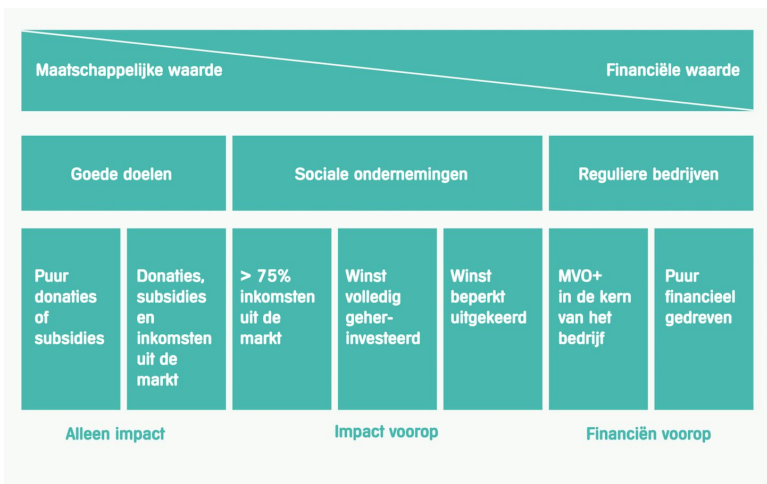 Maatschappelijke waarde
Financiële waarde
Goede doelen
Sociale ondernemingen
Reguliere bedrijven
Puur
donaties
of
subsidies
Donaties,
subsidies
en
inkomsten
uit de
markt
> 75%
inkomsten
uit de
markt
Winst
volledig
geher-
investeerd
Winst
beperkt
uitgekeerd
MVO+
in de kern
van het
bedrijf
Puur
financieel
gedreven
Alleen impact
Impact voorop
Financiën voorop